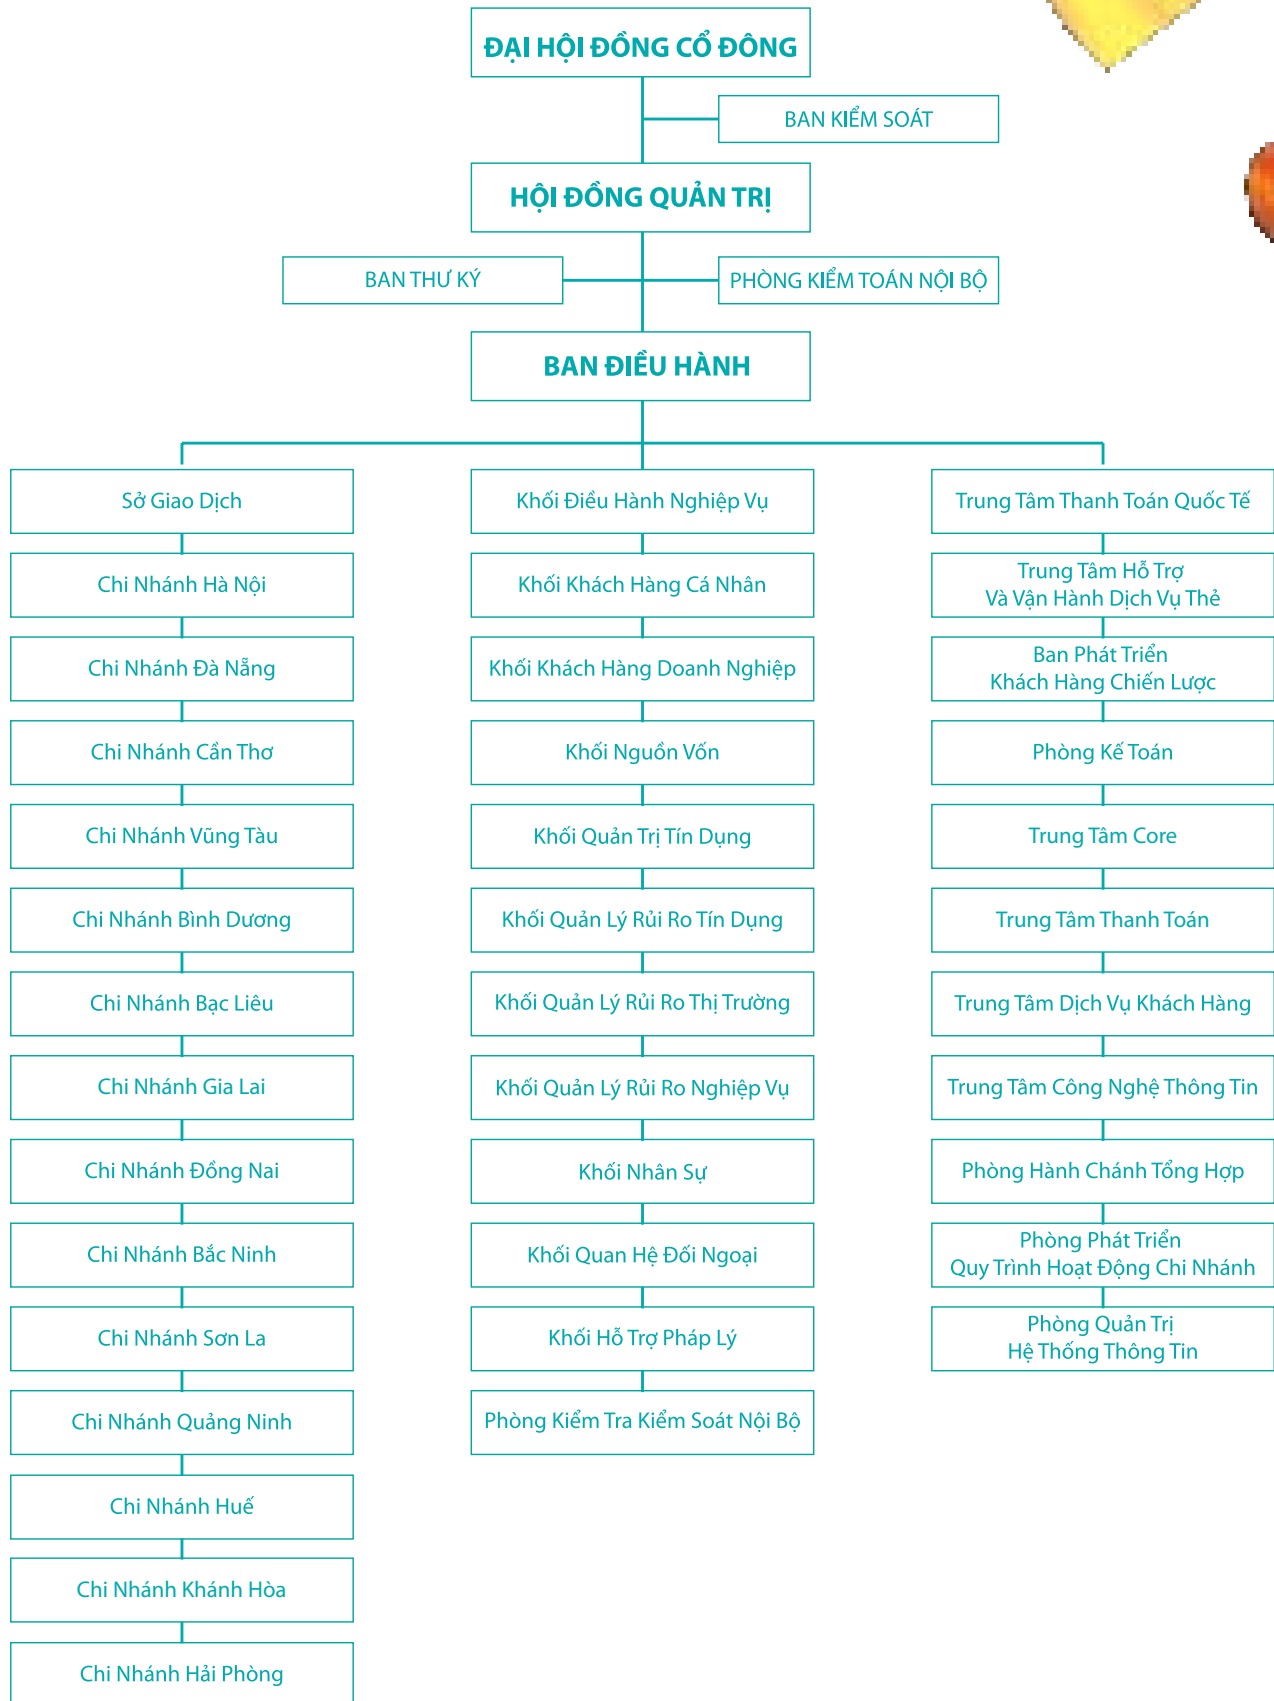 ĐẠI HỘI ĐỒNG CỔ ĐÔNG
BAN KIỂM SOÁT
HỘI ĐỒNG QUẢN TRỊ
BAN THƯ KÝ
PHÒNG KIỂM TOÁN NỘI BỘ
BAN ĐIỀU HÀNH
Sở Giao Dịch
Chi Nhánh Hà Nội
Chi Nhánh Đà Nẵng
Chi Nhánh Cần Thơ
Chi Nhánh Vũng Tàu
Chi Nhánh Bình Dương
Chi Nhánh Bạc Liêu
Chi Nhánh Gia Lai
Chi Nhánh Đồng Nai
Chi Nhánh Bắc Ninh
Chi Nhánh Sơn La
Chi Nhánh Quảng Ninh
Chi Nhánh Huế
Chi Nhánh Khánh Hòa
Chi Nhánh Hải Phòng
Khối Điều Hành Nghiệp Vụ
Khối Khách Hàng Cá Nhân
Khối Khách Hàng Doanh Nghiệp
Khối Nguồn Vốn
Khối Quản Trị Tín Dụng
Khối Quản Lý Rủi Ro Tín Dụng
Khối Quản Lý Rủi Ro Thị Trường
Khối Quản Lý Rủi Ro Nghiệp Vụ
Khối Nhân Sự
Khối Quan Hệ Đối Ngoại
Khối Hỗ Trợ Pháp Lý
Phòng Kiểm Tra Kiểm Soát Nội Bộ
Trung Tâm Thanh Toán Quốc Tế
Trung Tâm Hỗ Trợ
Và Vận Hành Dịch Vụ Thẻ
Ban Phát Triển
Khách Hàng Chiến Lược
Phòng Kế Toán
Trung Tâm Core
Trung Tâm Thanh Toán
Trung Tâm Dịch Vụ Khách Hàng
Trung Tâm Công Nghệ Thông Tin
Phòng Hành Chánh Tổng Hợp
Phòng Phát Triển
Quy Trình Hoạt Động Chi Nhánh
Phòng Quản Trị
Hệ Thống Thông Tin